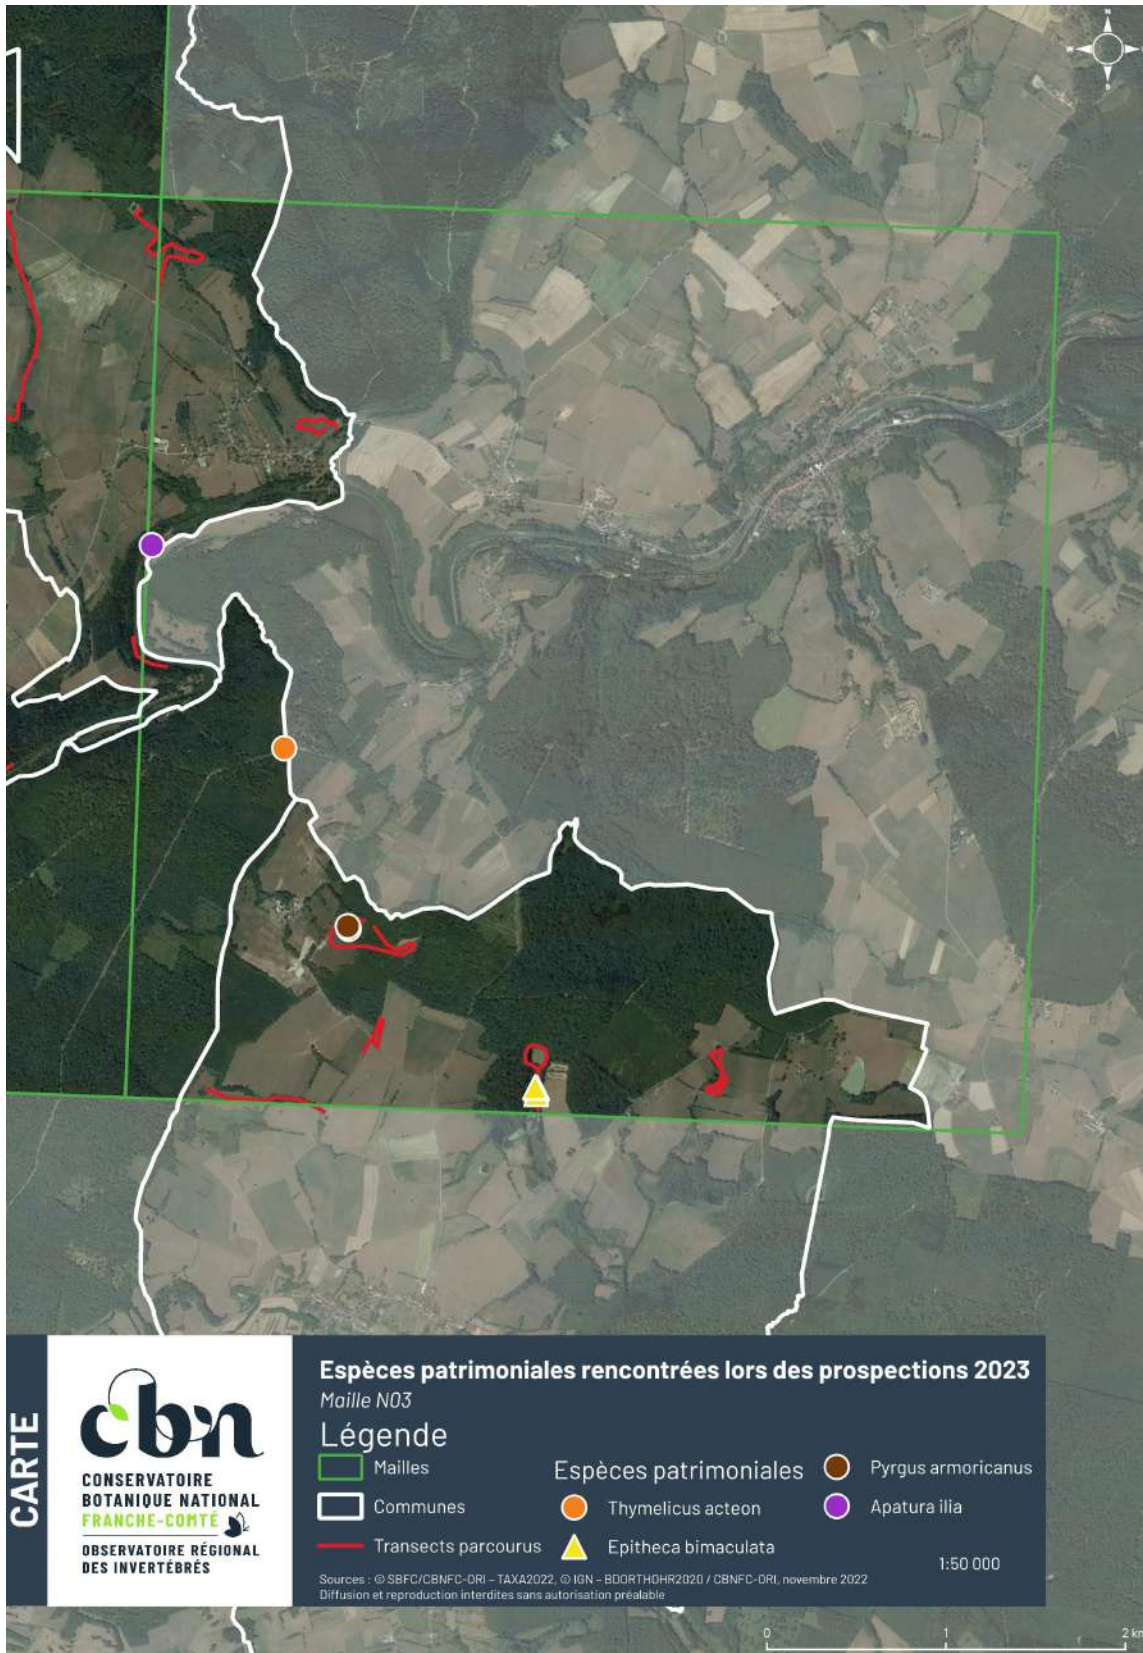 N
W
S
CARTE
cbn
CONSERVATOIRE
BOTANIQUE NATIONAL
FRANCHE-COMTÉ
OBSERVATOIRE RÉGIONAL
DES INVERTÉBRÉS
Espèces patrimoniales rencontrées lors des prospections 2023
Maille N03
Légende
Mailles
Communes
Transects parcourus
Espèces patrimoniales
Thymelicus acteon
Epitheca bimaculata
Pyrgus armoricanus
Apatura ilia
1:50 000
Sources : © SBFC/CBNFC-ORI - TAXA2022, © IGN - BDORTHOHR2020 / CBNFC-ORI, novembre 2022
Diffusion et reproduction interdites sans autorisation préalable
0 1 2 km